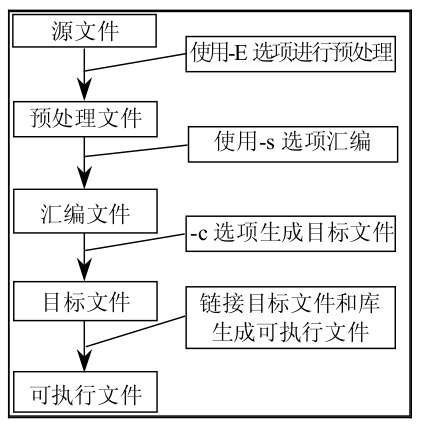 源文件
使用-E 选项进行预处理
预处理文件
使用-s 选项汇编
汇编文件
-c 选项生成目标文件
目标文件
链接目标文件和库
生成可执行文件
可执行文件